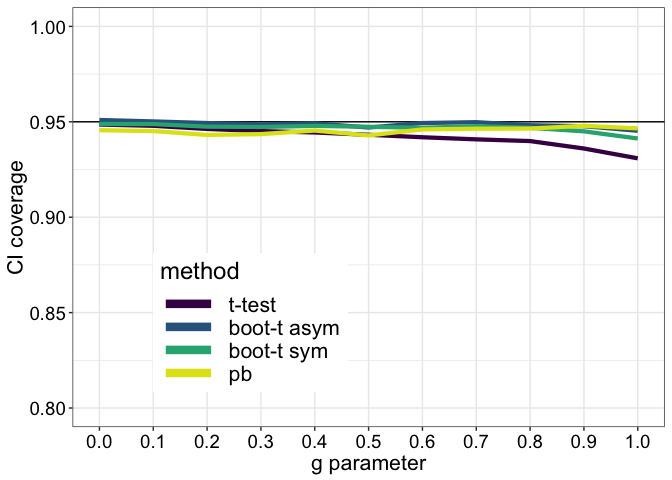 1.00
0.95
0.90
0.85
0.80
CI coverage
method
t-test
boot-t asym
boot-t sym
pb
0.0 0.1 0.2 0.3 0.4 0.5 0.6 0.7 0.8 0.9 1.0
g parameter